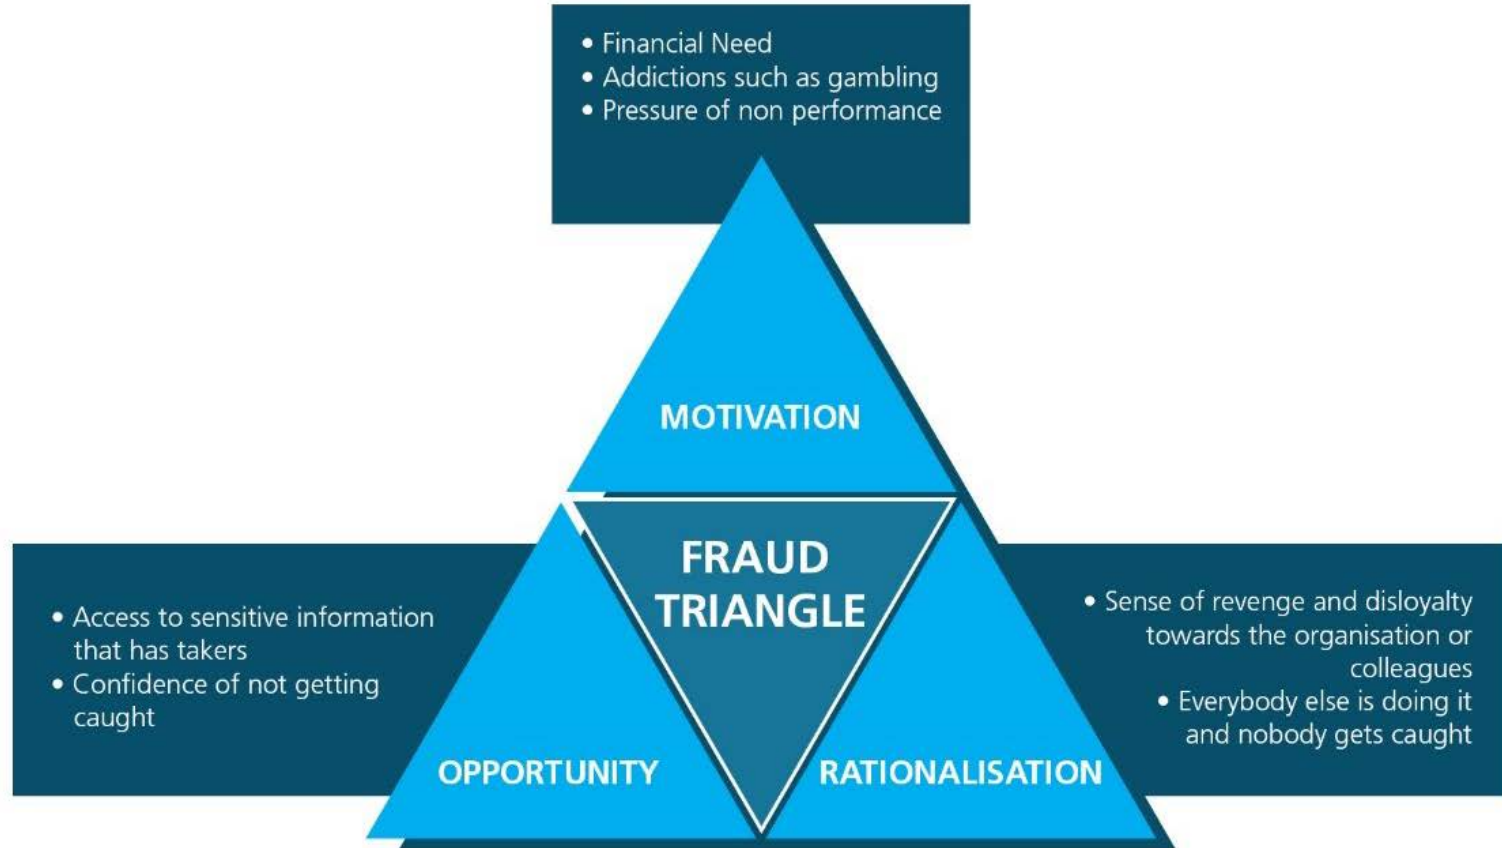 • Financial Need
• Addictions such as gambling
• Pressure of non performance
MOTIVATION
FRAUD
TRIANGLE
• Access to sensitive information
that has takers
• Confidence of not getting
caught
• Sense of revenge and disloyalty
towards the organisation or
colleagues
• Everybody else is doing it
and nobody gets caught
OPPORTUNITY
RATIONALISATION